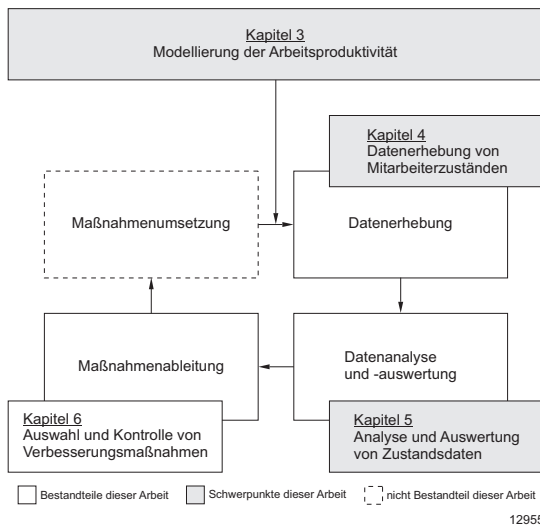 Kapitel 3
Modellierung der Arbeitsproduktivität
Kapitel 4
Datenerhebung von
Mitarbeiterzuständen
Maßnahmenumsetzung
Datenerhebung
Maßnahmenableitung
Datenanalyse
und -auswertung
Kapitel 6
Auswahl und Kontrolle von
Verbesserungsmaßnahmen
Kapitel 5
Analyse und Auswertung
von Zustandsdaten
Bestandteile dieser Arbeit
Schwerpunkte dieser Arbeit
nicht Bestandteil dieser Arbeit
12955